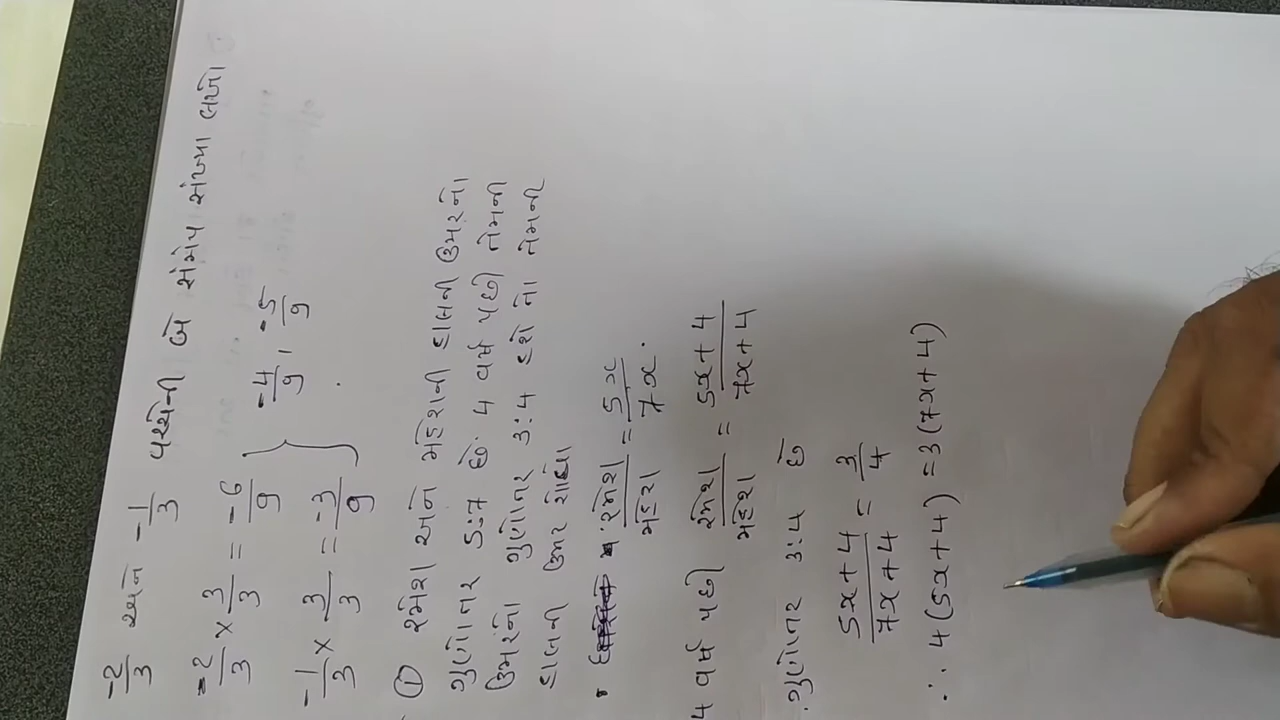 -2/3 અને -1/3 વચ્ચેની બે સંમેય સંખ્યા લખો
-2/3 × 3/3 = -6/9
-1/3 × 3/3 = -3/9 } -4/9, -5/9
① રમેશ અને મહેશની હાલની ઉંમરનો
ગુણોત્તર 5:7 છે. 4 વર્ષ પછી તેમની
ઉંમરનો ગુણોત્તર 3:4 હશે તો તેમની
હાલની ઉંમર શોધો
રમેશ/મહેશ = 5x/7x.
4 વર્ષ પછી રમેશ/મહેશ = 5x+4/7x+4
ગુણોત્તર 3:4 છે
5x+4/7x+4 = 3/4
∴ 4(5x+4) = 3(7x+4)